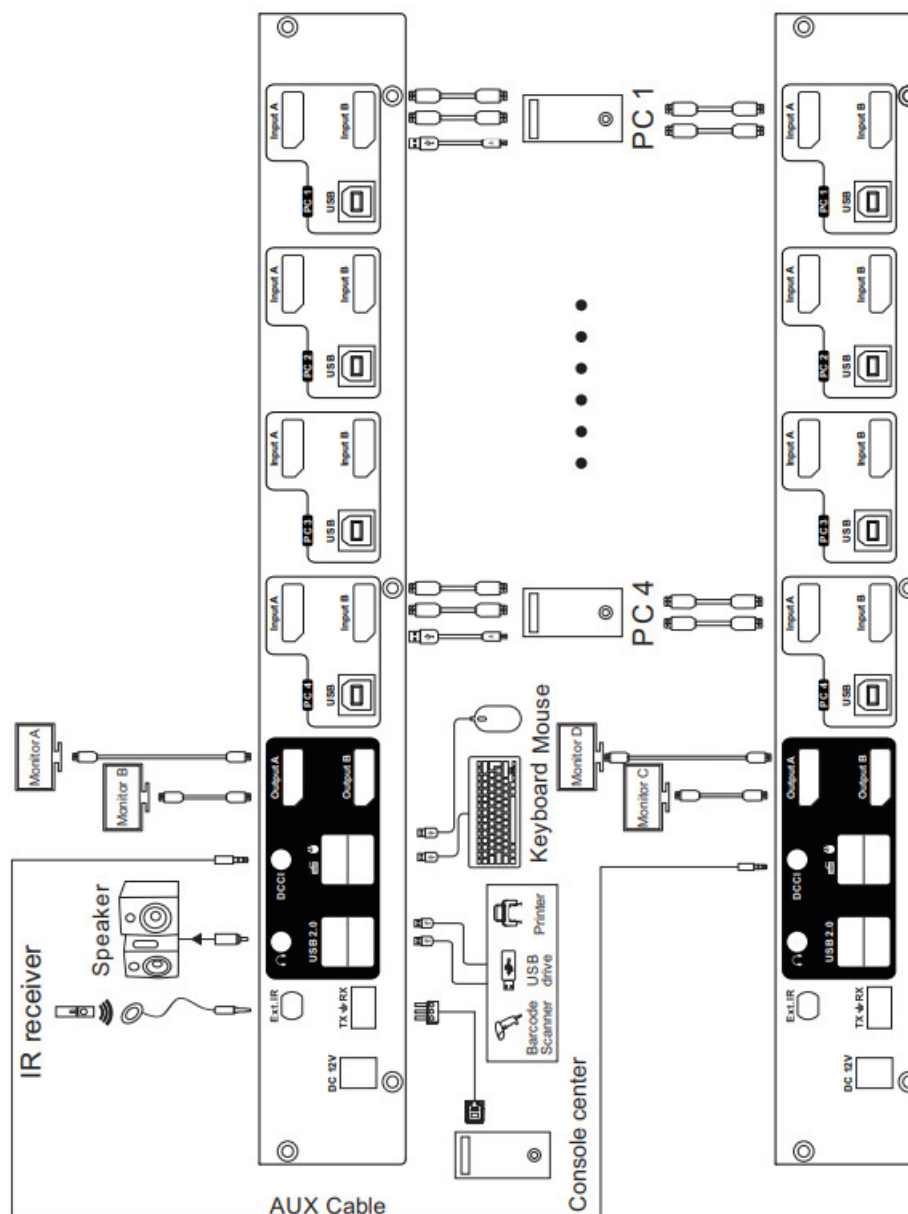 Input A
Input B
PC 1
USB
Input A
Input B
PC 2
USB
Input A
Input B
PC 3
USB
Input A
Input B
PC 4
USB
Output A
Output B
DCCI
USB 2.0
Ext.IR
TX RX
DC 12V
PC 1
PC 4
Monitor A
Monitor B
Speaker
IR receiver
Keyboard Mouse
Printer
USB
drive
Barcode
Scanner
Console center
AUX Cable
Monitor D
Monitor C
Input A
Input B
PC 1
USB
Input A
Input B
PC 2
USB
Input A
Input B
PC 3
USB
Input A
Input B
PC 4
USB
Output A
Output B
DCCI
USB 2.0
Ext.IR
TX RX
DC 12V